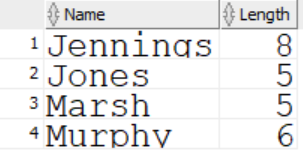 Name Length
1 Jennings 8
2 Jones 5
3 Marsh 5
4 Murphy 6